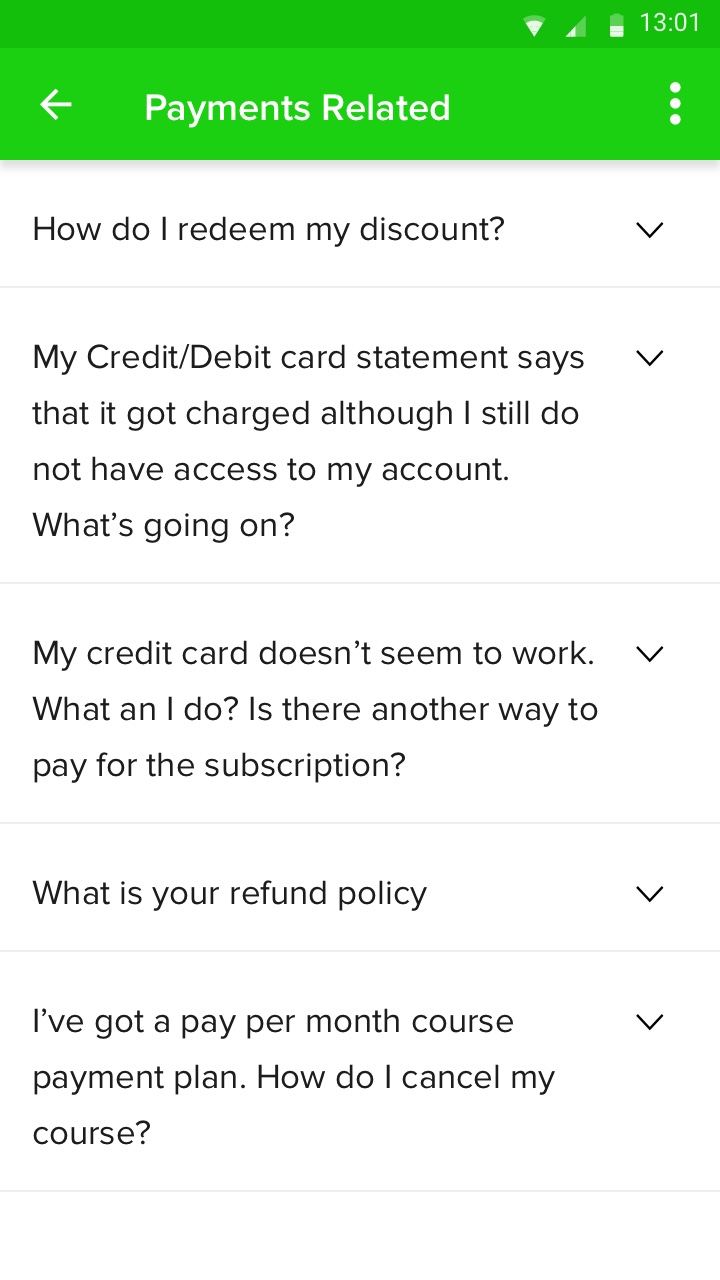 13:01
Payments Related
How do I redeem my discount?
My Credit/Debit card statement says
that it got charged although I still do
not have access to my account.
What’s going on?
My credit card doesn’t seem to work.
What an I do? Is there another way to
pay for the subscription?
What is your refund policy
I’ve got a pay per month course
payment plan. How do I cancel my
course?